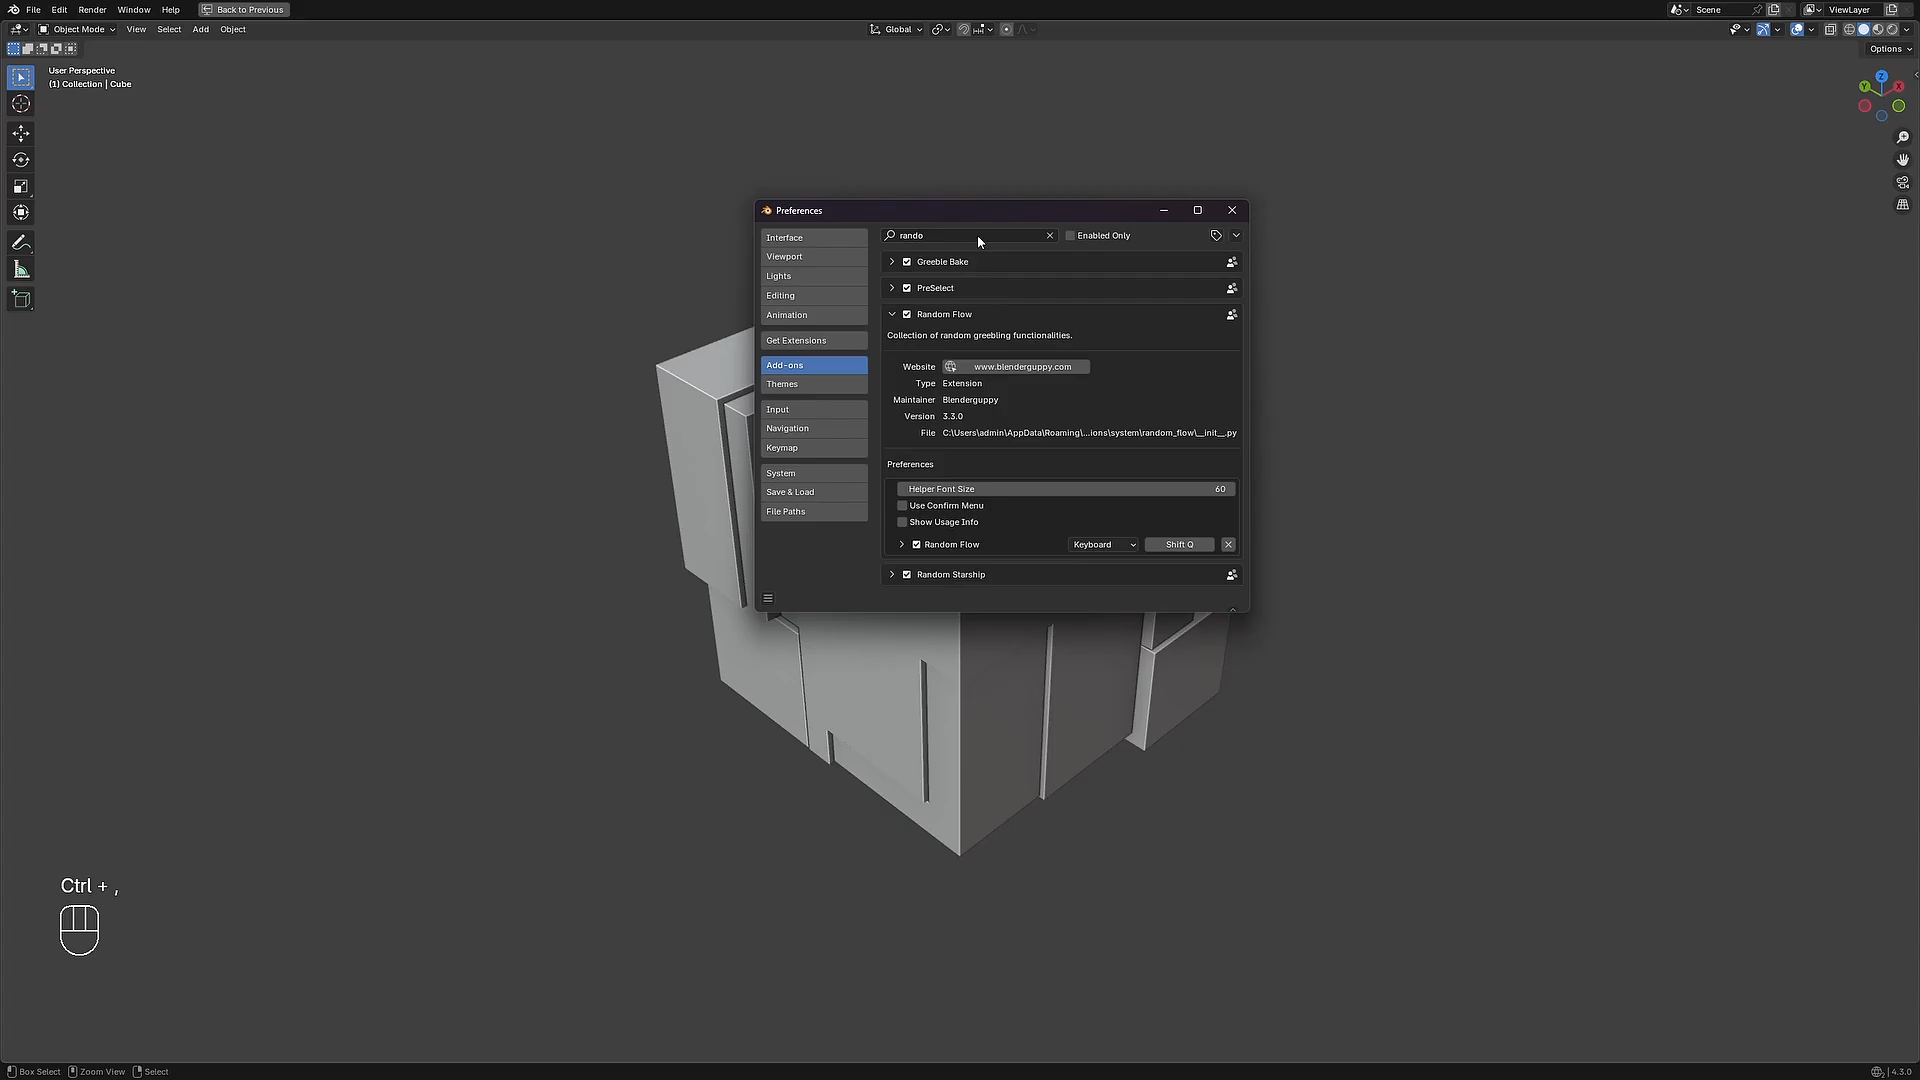 File Edit Render Window Help Back to Previous Scene ViewLayer
Object Mode View Select Add Object Global
Options
User Perspective
(1) Collection | Cube
Z
Y X
Preferences
Interface
Viewport
Lights
Editing
Animation
Get Extensions
Add-ons
Themes
Input
Navigation
Keymap
System
Save & Load
File Paths
rando Enabled Only
Greeble Bake
PreSelect
Random Flow
Collection of random greebling functionalities.
Website www.blenderguppy.com
Type Extension
Maintainer Blenderguppy
Version 3.3.0
File C:\Users\admin\AppData\Roaming\...ions\system\random_flow\__init__.py
Preferences
Helper Font Size 60
Use Confirm Menu
Show Usage Info
Random Flow Keyboard Shift Q
Random Starship
Ctrl + ,
Box Select Zoom View Select 4.3.0